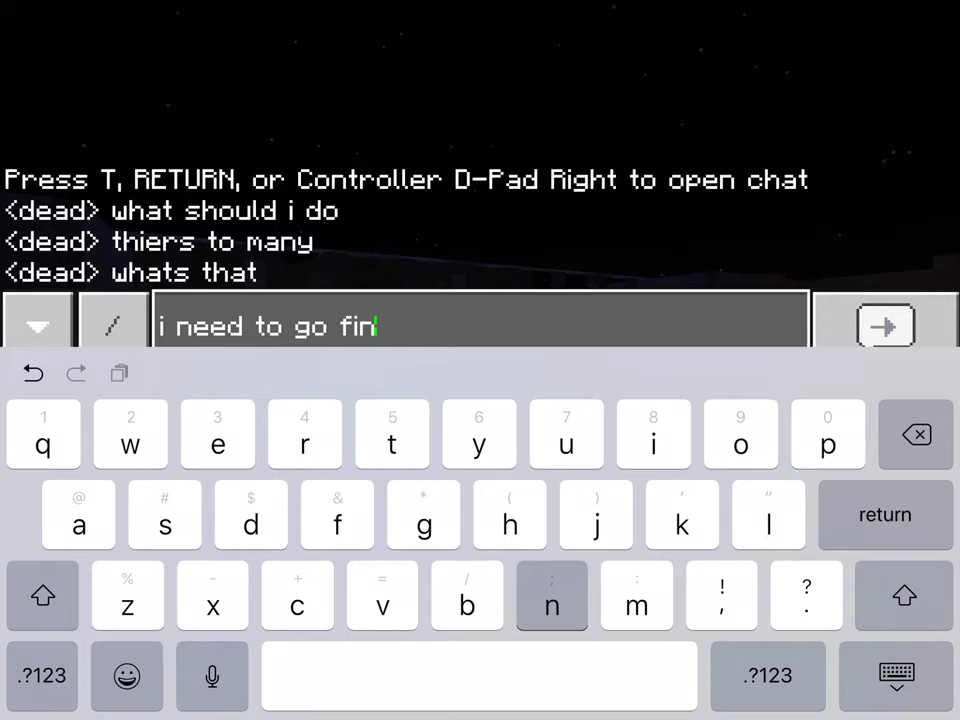 Press T, RETURN, or Controller D-Pad Right to open chat
<dead> what should i do
<dead> thiers to many
<dead> whats that
/ i need to go fin
1 2 3 4 5 6 7 8 9 0
q w e r t y u i o p
@ # $ & * ( ) ' "
a s d f g h j k l return
% - + = / ; : ! ?
z x c v b n m , .
.?123 .?123